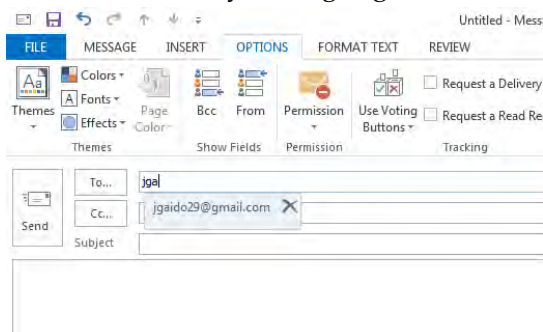 Untitled - Mess
FILE MESSAGE INSERT OPTIONS FORMAT TEXT REVIEW
Aa Colors Request a Delivery
A Fonts
Themes Effects Page Color Bcc From Permission Use Voting Buttons Request a Read Re
Themes Show Fields Permission Tracking
To... jga
jgaido29@gmail.com
Cc...
Send
Subject